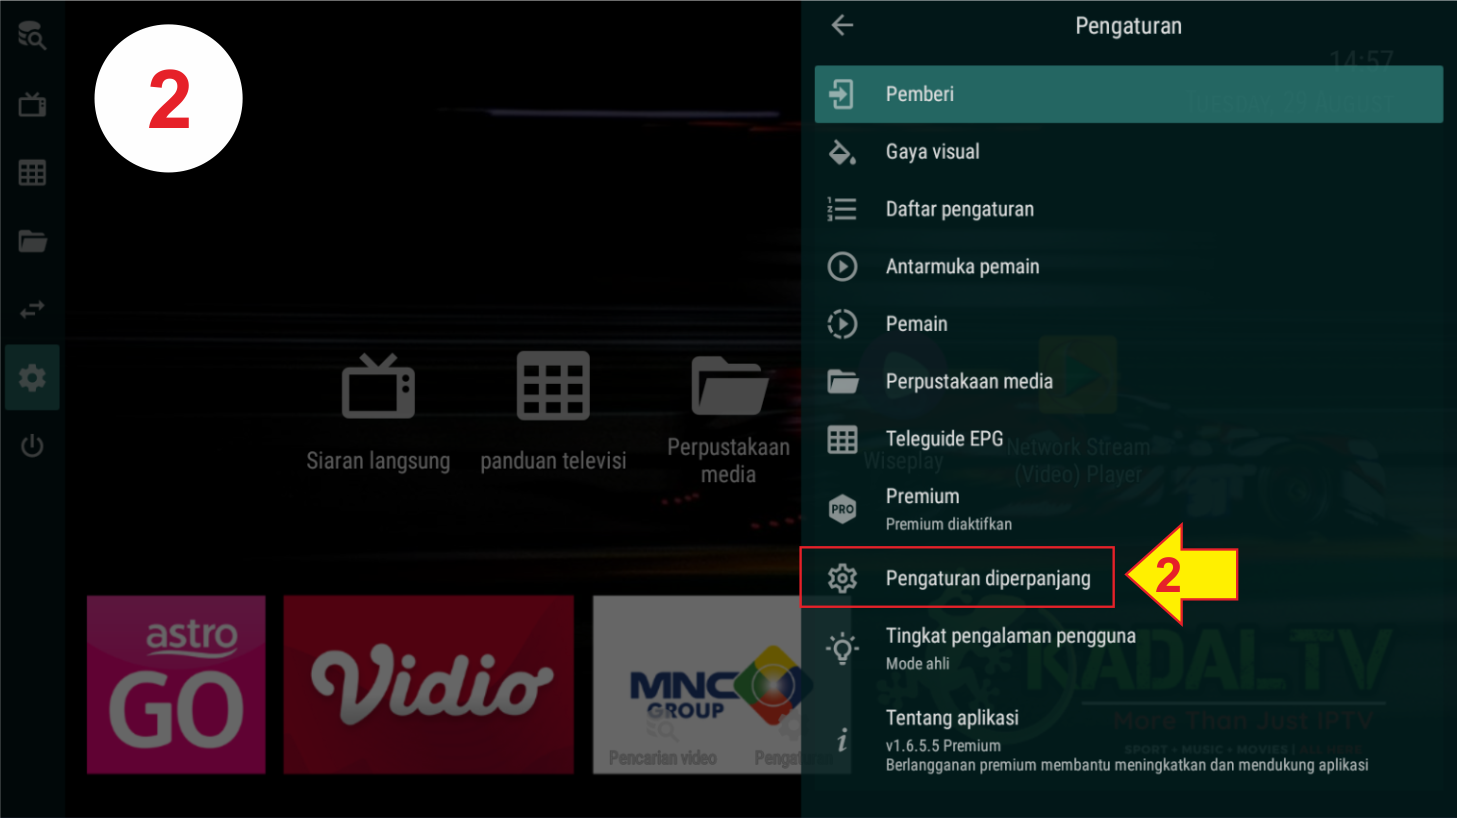 2
Pengaturan
14:57
TUESDAY, 29 AUGUST
Pemberi
Gaya visual
Daftar pengaturan
Antarmuka pemain
Pemain
Perpustakaan media
Teleguide EPG
Premium
PRO
Premium diaktifkan
Pengaturan diperpanjang
2
Tingkat pengalaman pengguna
Mode ahli
Tentang aplikasi
v1.6.5.5 Premium
Berlangganan premium membantu meningkatkan dan mendukung aplikasi
Siaran langsung
panduan televisi
Perpustakaan
media
Wiseplay
Network Stream
(Video) Player
astro
GO
Vidio
MNC
GROUP
Pencarian video
KADAL TV
More Than Just IPTV
SPORT • MUSIC • MOVIES | ALL HERE